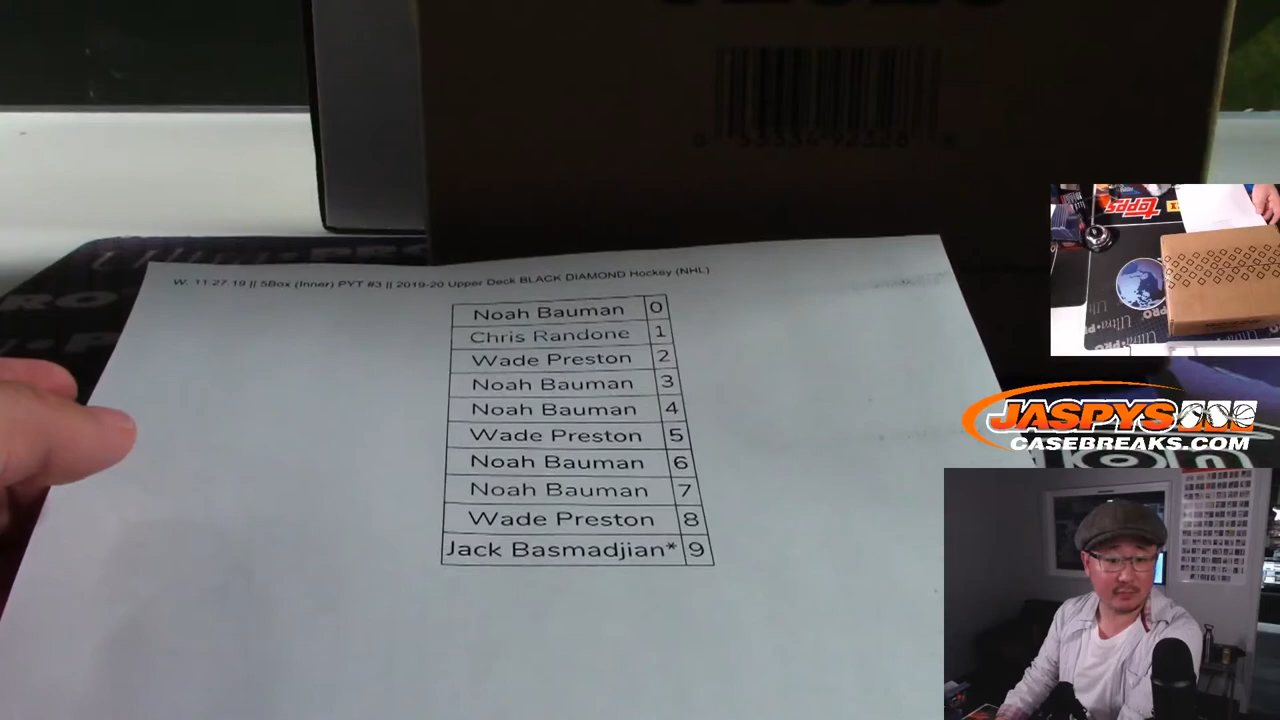 W. 11.27.19 || 5Box (Inner) PYT #3 || 2019-20 Upper Deck BLACK DIAMOND Hockey (NHL)
Noah Bauman 0
Chris Randone 1
Wade Preston 2
Noah Bauman 3
Noah Bauman 4
Wade Preston 5
Noah Bauman 6
Noah Bauman 7
Wade Preston 8
Jack Basmadjian* 9
topps
JASPYS
CASEBREAKS.COM